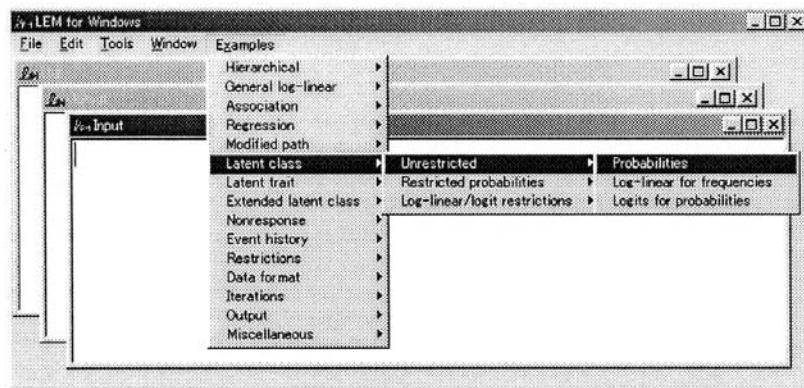 LEM for Windows
File Edit Tools Window Examples
Hierarchical
General log-linear
Association
Regression
Modified path
Latent class
Latent trait
Extended latent class
Nonresponse
Event history
Restrictions
Data format
Iterations
Output
Miscellaneous
Input
Unrestricted
Restricted probabilities
Log-linear/logit restrictions
Probabilities
Log-linear for frequencies
Logits for probabilities